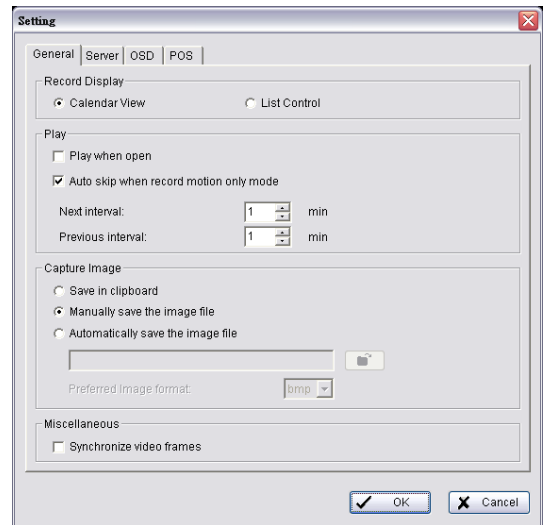 Setting
General Server OSD POS
Record Display
Calendar View List Control
Play
Play when open
Auto skip when record motion only mode
Next interval: 1 min
Previous interval: 1 min
Capture Image
Save in clipboard
Manually save the image file
Automatically save the image file
Preferred Image format: bmp
Miscellaneous
Synchronize video frames
OK Cancel